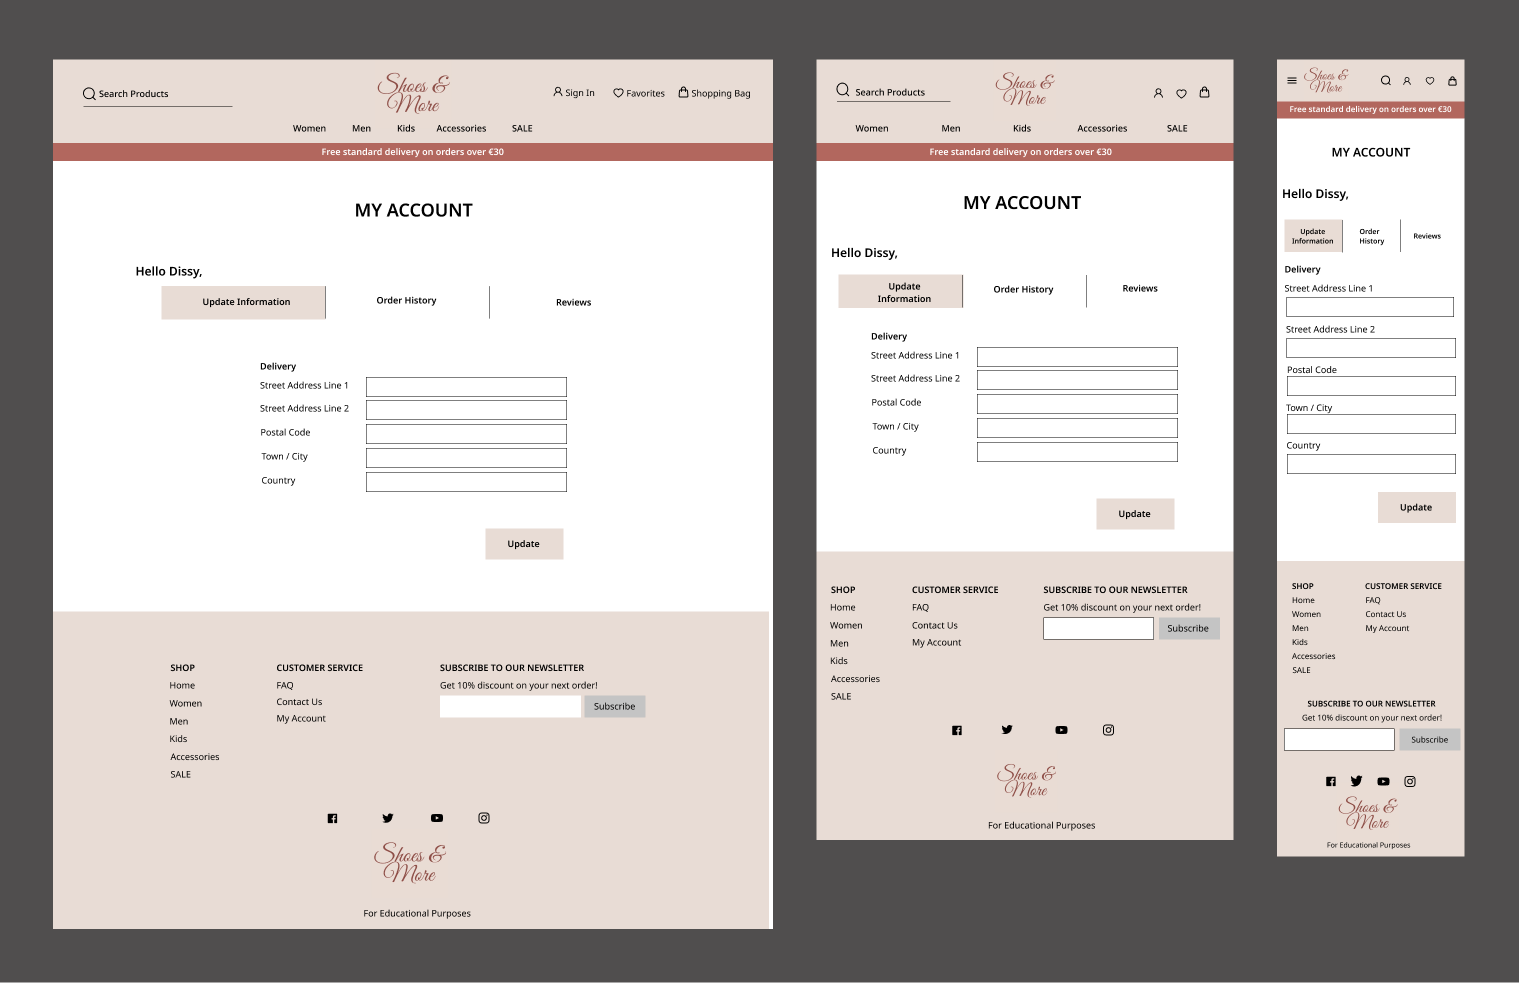 Search Products
Shoes &
More
Sign In
Favorites
Shopping Bag
Women Men Kids Accessories SALE
Free standard delivery on orders over €30
MY ACCOUNT
Hello Dissy,
Update Information
Order History
Reviews
Delivery
Street Address Line 1
Street Address Line 2
Postal Code
Town / City
Country
Update
SHOP
Home
Women
Men
Kids
Accessories
SALE
CUSTOMER SERVICE
FAQ
Contact Us
My Account
SUBSCRIBE TO OUR NEWSLETTER
Get 10% discount on your next order!
Subscribe
Shoes &
More
For Educational Purposes
Search Products
Shoes &
More
Women Men Kids Accessories SALE
Free standard delivery on orders over €30
MY ACCOUNT
Hello Dissy,
Update
Information
Order History
Reviews
Delivery
Street Address Line 1
Street Address Line 2
Postal Code
Town / City
Country
Update
SHOP
Home
Women
Men
Kids
Accessories
SALE
CUSTOMER SERVICE
FAQ
Contact Us
My Account
SUBSCRIBE TO OUR NEWSLETTER
Get 10% discount on your next order!
Subscribe
Shoes &
More
For Educational Purposes
Shoes &
More
Free standard delivery on orders over €30
MY ACCOUNT
Hello Dissy,
Update
Information
Order
History
Reviews
Delivery
Street Address Line 1
Street Address Line 2
Postal Code
Town / City
Country
Update
SHOP
Home
Women
Men
Kids
Accessories
SALE
CUSTOMER SERVICE
FAQ
Contact Us
My Account
SUBSCRIBE TO OUR NEWSLETTER
Get 10% discount on your next order!
Subscribe
Shoes &
More
For Educational Purposes